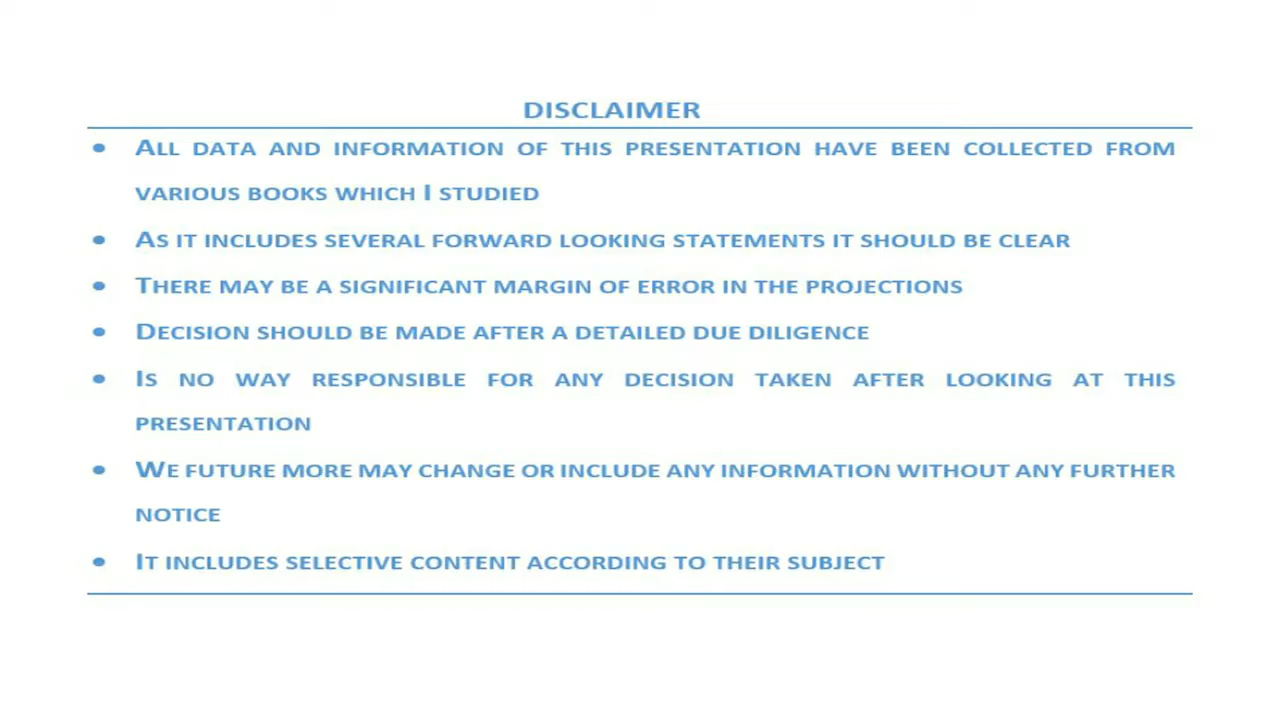 DISCLAIMER
• ALL DATA AND INFORMATION OF THIS PRESENTATION HAVE BEEN COLLECTED FROM
VARIOUS BOOKS WHICH I STUDIED
• AS IT INCLUDES SEVERAL FORWARD LOOKING STATEMENTS IT SHOULD BE CLEAR
• THERE MAY BE A SIGNIFICANT MARGIN OF ERROR IN THE PROJECTIONS
• DECISION SHOULD BE MADE AFTER A DETAILED DUE DILIGENCE
• IS NO WAY RESPONSIBLE FOR ANY DECISION TAKEN AFTER LOOKING AT THIS
PRESENTATION
• WE FUTURE MORE MAY CHANGE OR INCLUDE ANY INFORMATION WITHOUT ANY FURTHER
NOTICE
• IT INCLUDES SELECTIVE CONTENT ACCORDING TO THEIR SUBJECT